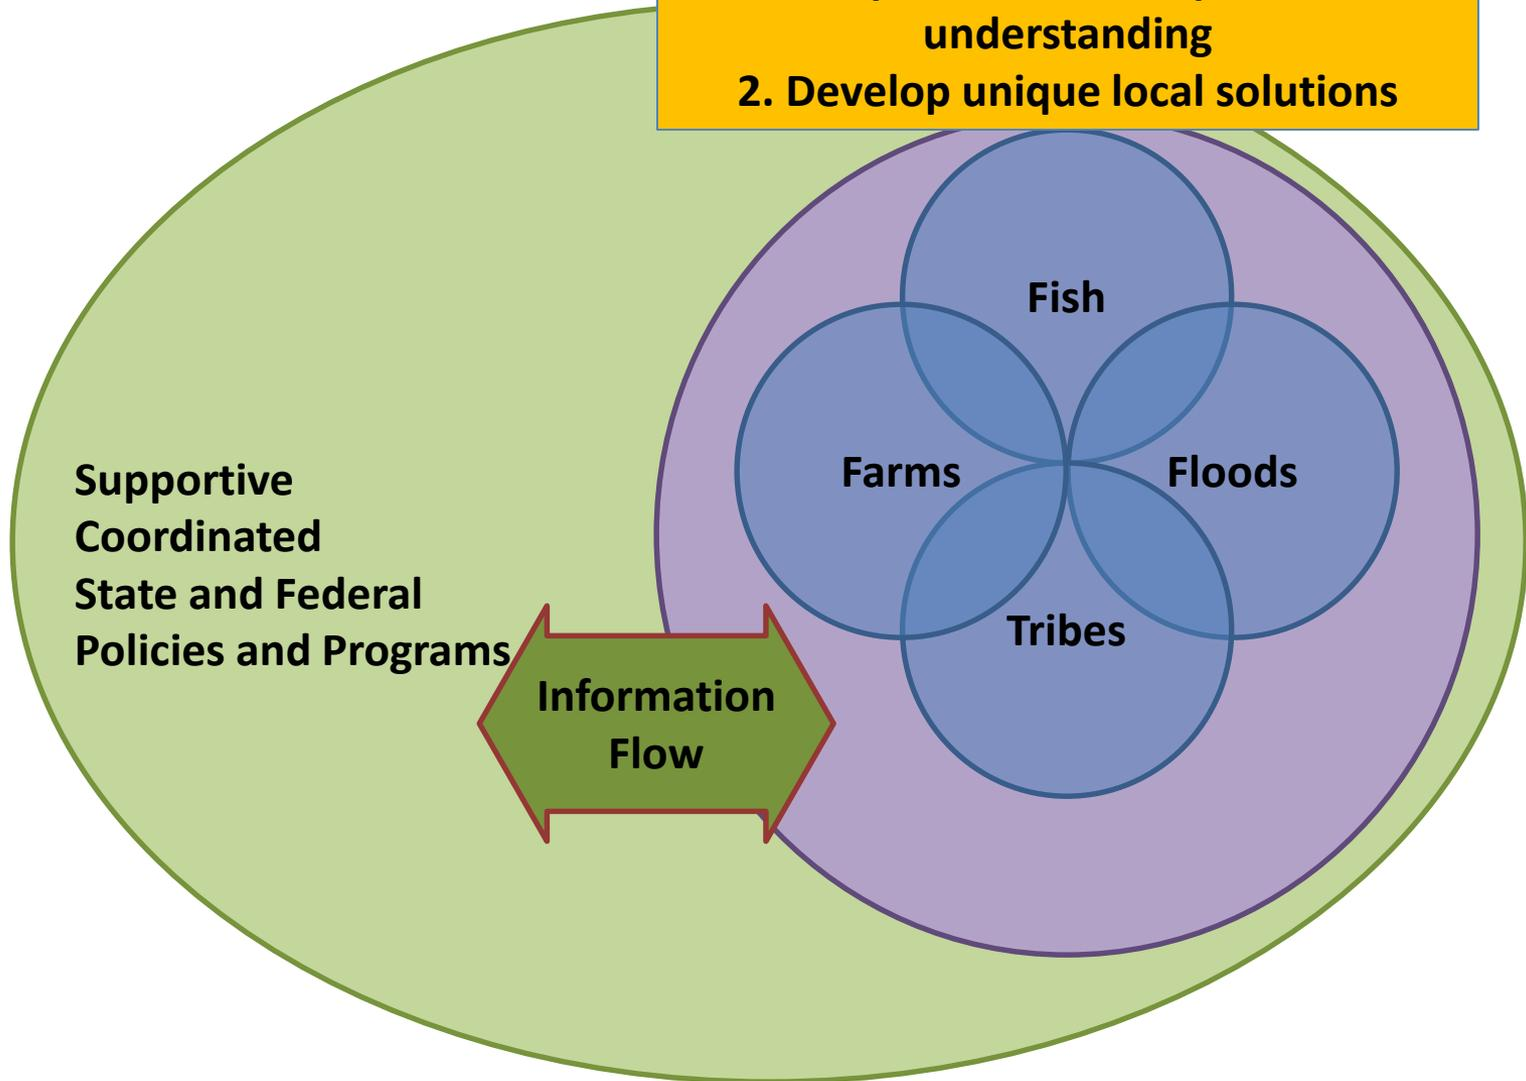 understanding
2. Develop unique local solutions
Fish
Farms
Floods
Supportive
Coordinated
State and Federal
Policies and Programs
Tribes
Information
Flow